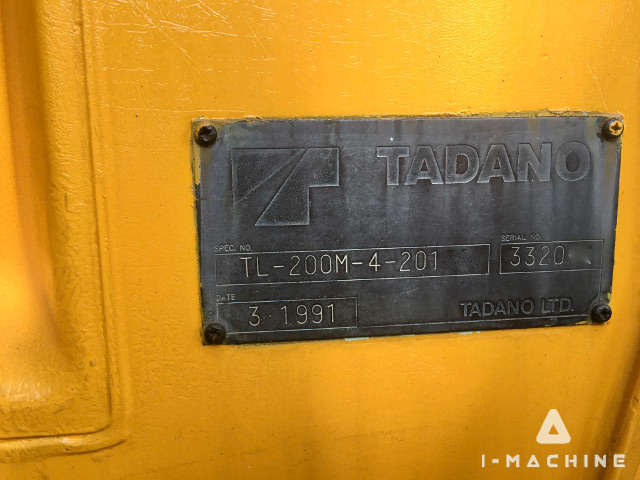 TADANO
SPEC. NO.
SERIAL NO.
TL-200M-4-201
3320
DATE
3 1991
TADANO LTD.
I-MACHINE